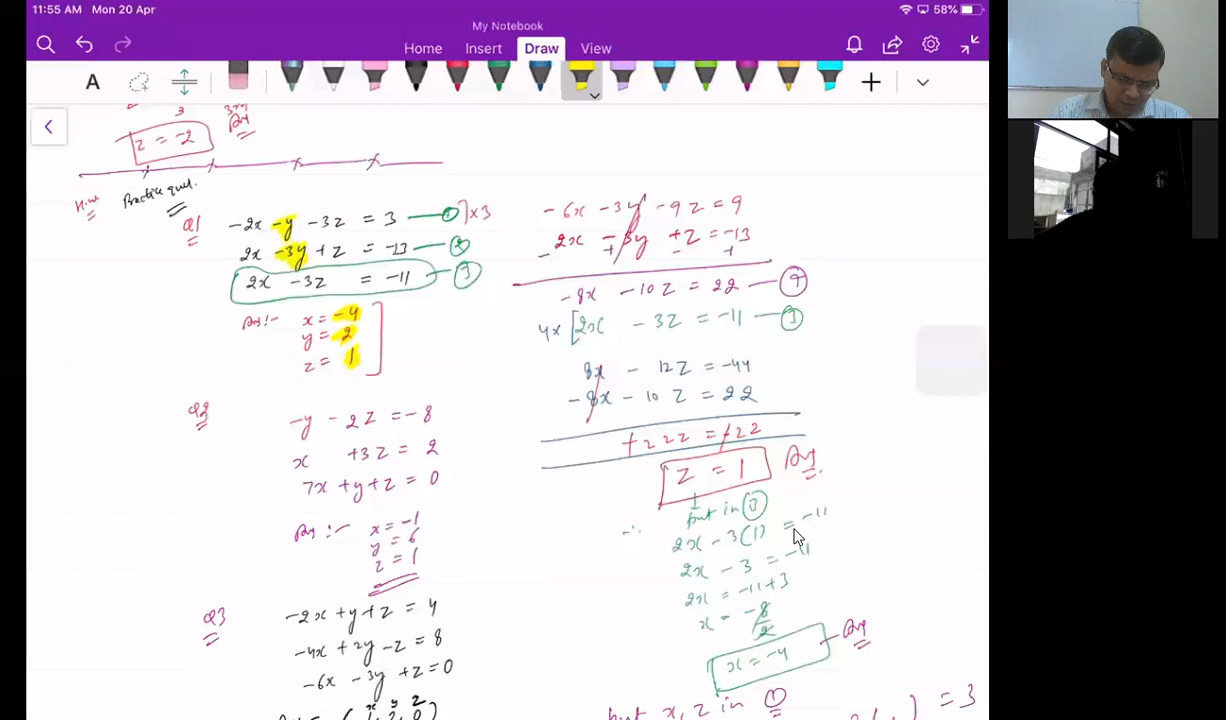 11:55 AM Mon 20 Apr
58%
My Notebook
Home Insert Draw View
A
z = -2
Ans
H.w Practice ques.
Q1
-2x -y -3z = 3 — ① ] x3
2x -3y + z = -13 — ②
2x -3z = -11 — ③
Ans :- x = -4
y = 2
z = 1
Q2
-y - 2z = -8
x +3z = 2
7x + y + z = 0
Ans :- x = -1
y = 6
z = 1
Q3
-2x + y + z = 4
-4x + 2y - z = 8
-6x - 3y + z = 0
x y z
-6x -3y -9z = 9
2x -3y +z = -13
- + - +
-8x -10z = 22 — ④
4x [2x - 3z = -11 — ③
8x - 12z = -44
-8x - 10z = 22
+22z = +22
z = 1 Ans
put in ③
∴ 2x - 3(1) = -11
2x - 3 = -11
2x = -11+3
x = -8/2
x = -4 Ans
put x, z in ①
= 3